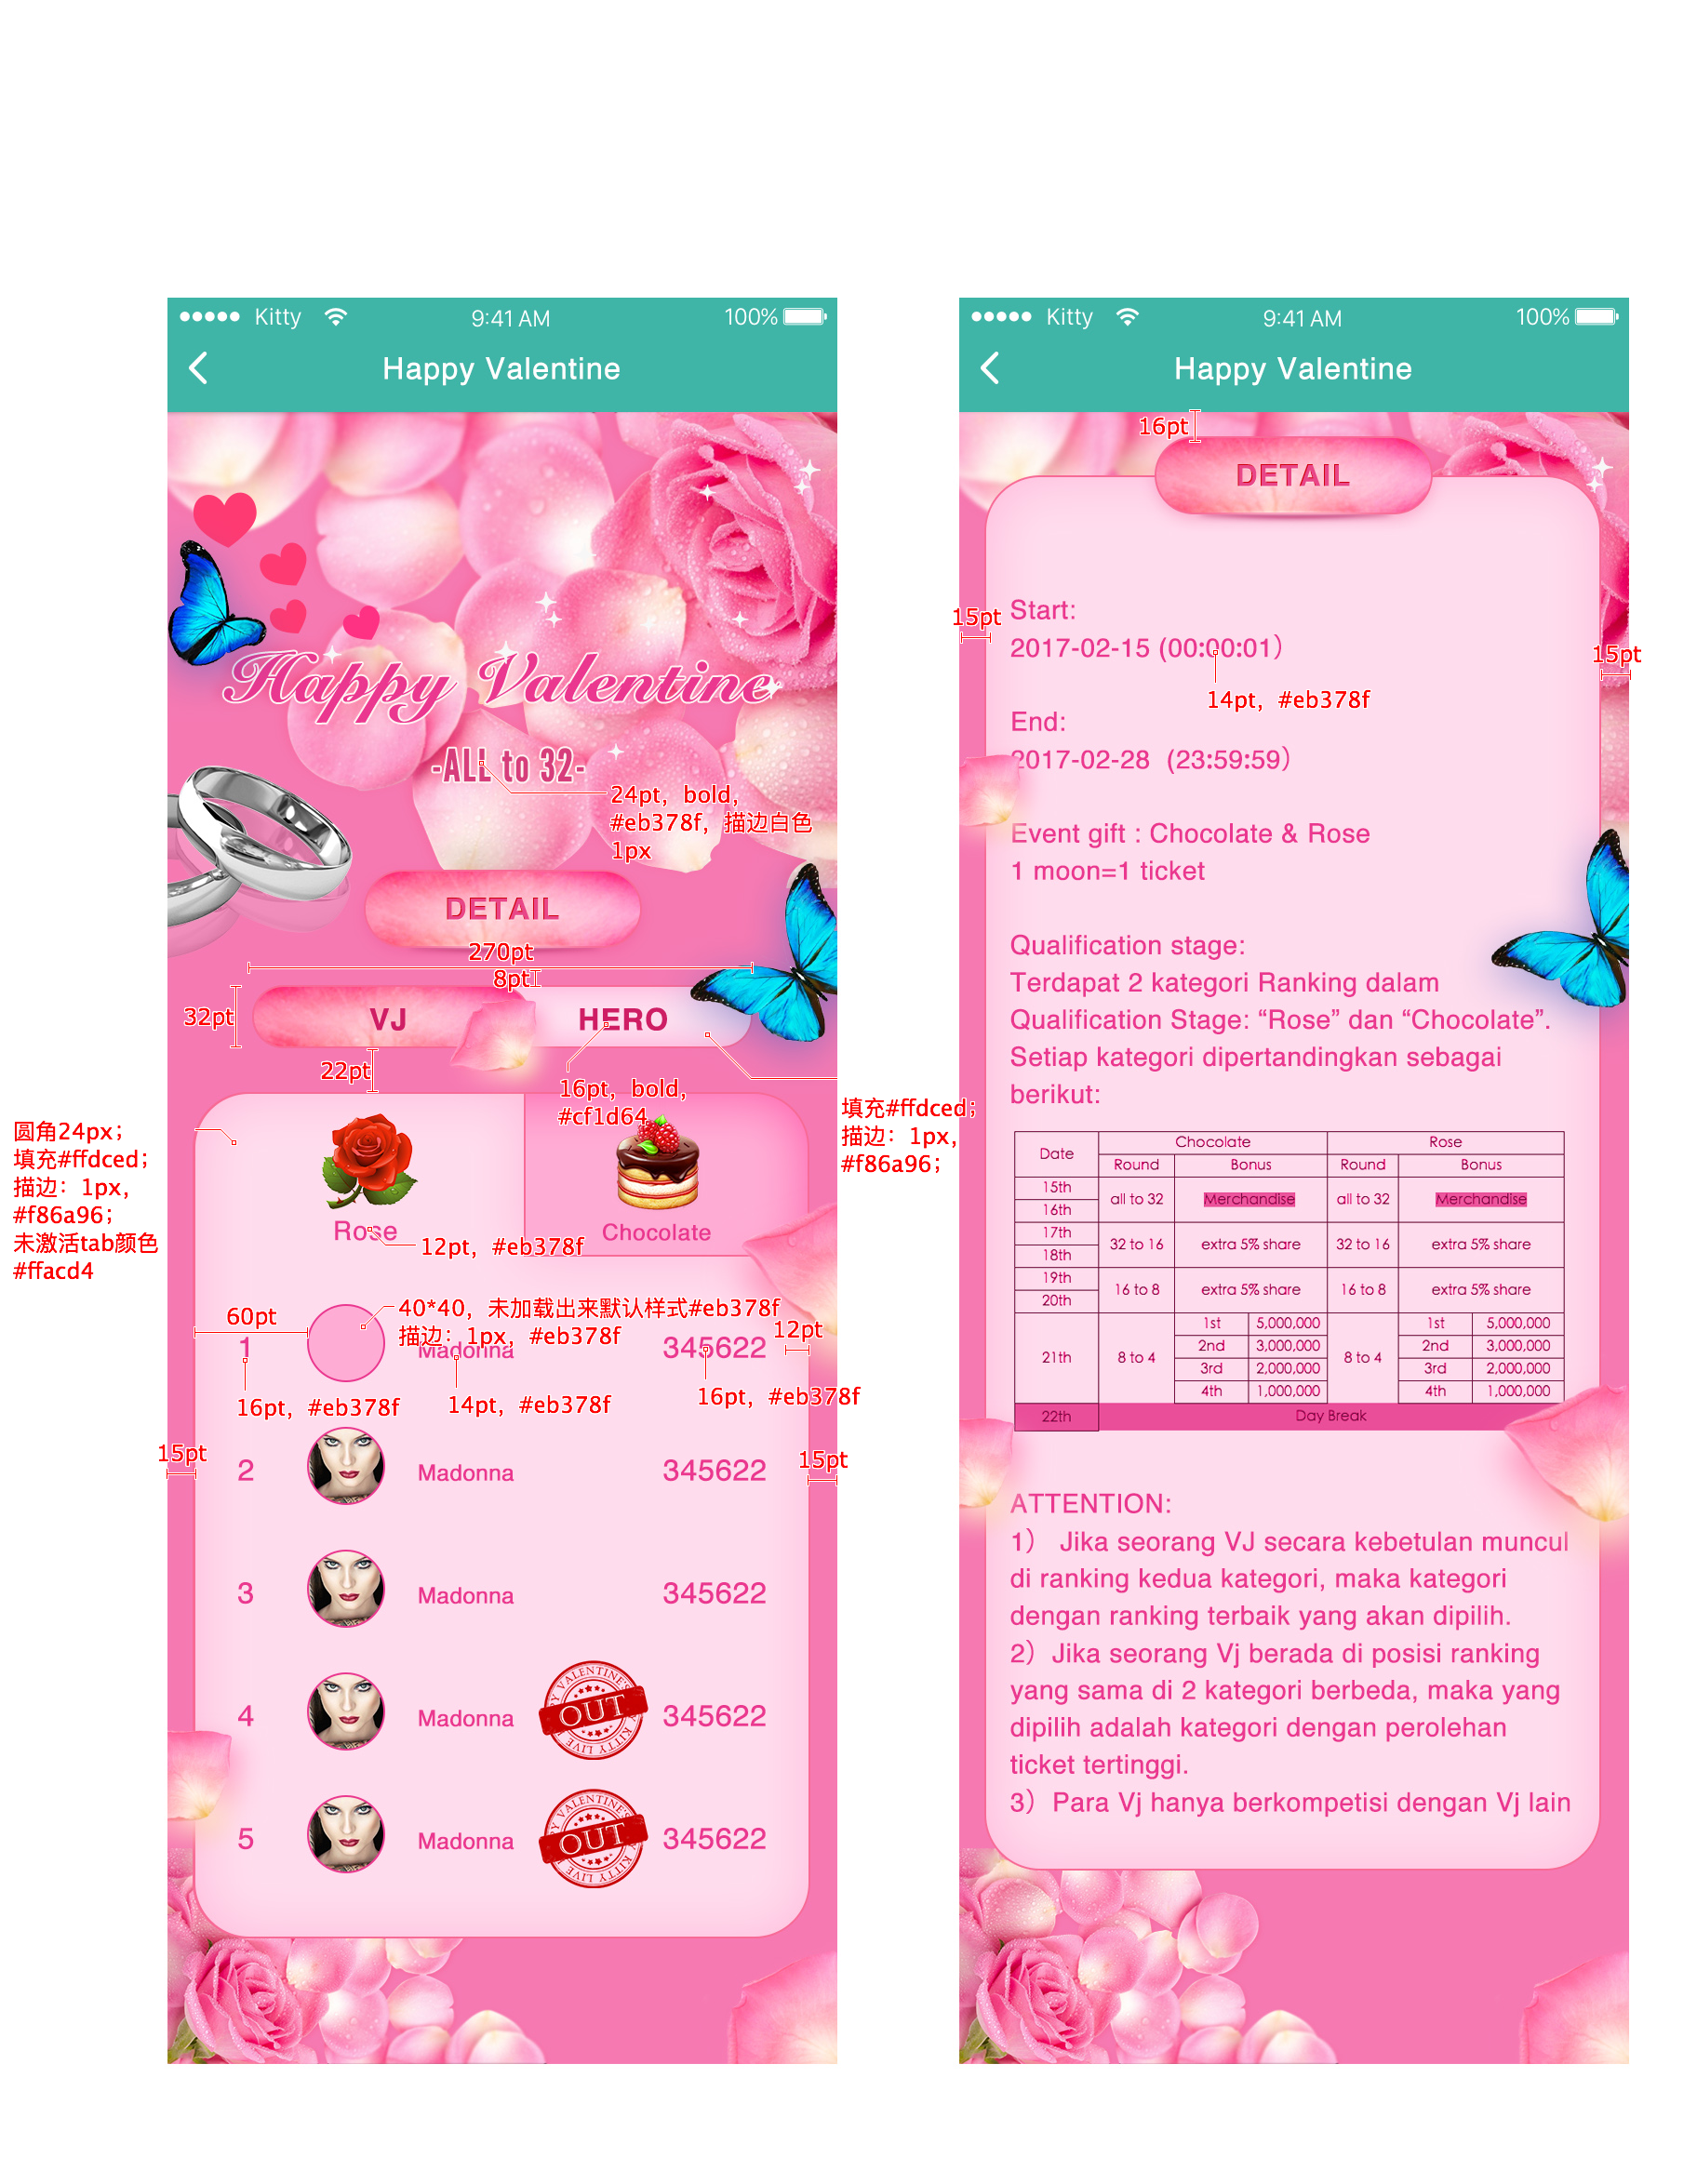 Kitty 9:41 AM 100%
Happy Valentine
Happy Valentine
-ALL to 32-
24pt, bold,
#eb378f, 描边白色
1px
DETAIL
270pt
8pt
32pt
VJ
HERO
22pt
16pt, bold,
#cf1d64
填充#ffdced;
描边: 1px,
#f86a96;
圆角24px;
填充#ffdced;
描边: 1px,
#f86a96;
未激活tab颜色
#ffacd4
Rose
Chocolate
12pt, #eb378f
60pt
40*40, 未加载出来默认样式#eb378f
描边: 1px, #eb378f
12pt
1 Madonna 345622
16pt, #eb378f
14pt, #eb378f
16pt, #eb378f
15pt
15pt
2 Madonna 345622
3 Madonna 345622
4 Madonna OUT 345622
VALENTINE'S
KITTY LIVE
5 Madonna OUT 345622
VALENTINE'S
KITTY LIVE
Kitty 9:41 AM 100%
Happy Valentine
16pt
DETAIL
15pt
15pt
Start:
2017-02-15 (00:00:01)
14pt, #eb378f
End:
2017-02-28 (23:59:59)
Event gift : Chocolate & Rose
1 moon=1 ticket
Qualification stage:
Terdapat 2 kategori Ranking dalam
Qualification Stage: “Rose” dan “Chocolate”.
Setiap kategori dipertandingkan sebagai
berikut:
Date Chocolate Rose
Round Bonus Round Bonus
15th
all to 32 Merchandise all to 32 Merchandise
16th
17th
32 to 16 extra 5% share 32 to 16 extra 5% share
18th
19th
16 to 8 extra 5% share 16 to 8 extra 5% share
20th
21th 8 to 4 1st 5,000,000 8 to 4 1st 5,000,000
2nd 3,000,000 2nd 3,000,000
3rd 2,000,000 3rd 2,000,000
4th 1,000,000 4th 1,000,000
22th Day Break
ATTENTION:
1) Jika seorang VJ secara kebetulan muncul
di ranking kedua kategori, maka kategori
dengan ranking terbaik yang akan dipilih.
2) Jika seorang Vj berada di posisi ranking
yang sama di 2 kategori berbeda, maka yang
dipilih adalah kategori dengan perolehan
ticket tertinggi.
3) Para Vj hanya berkompetisi dengan Vj lain